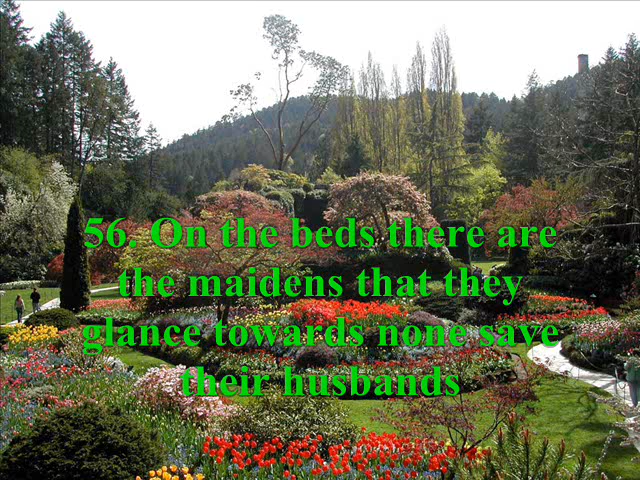 56. On the beds there are
the maidens that they
glance towards none save
their husbands